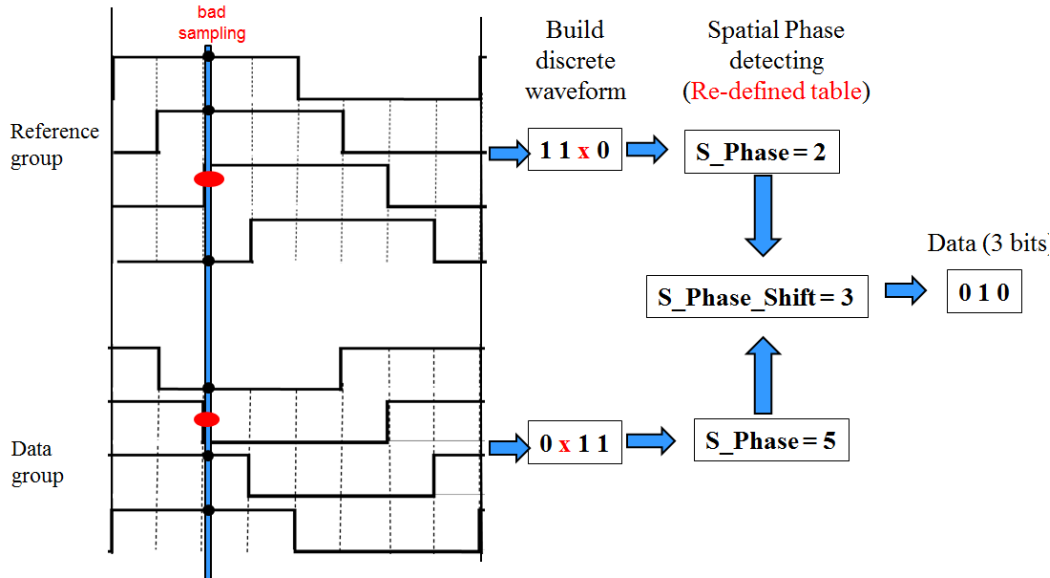 bad
sampling
Build
discrete
waveform
Spatial Phase
detecting
(Re-defined table)
Reference
group
1 1 x 0
S_Phase = 2
Data (3 bits)
S_Phase_Shift = 3
0 1 0
Data
group
0 x 1 1
S_Phase = 5